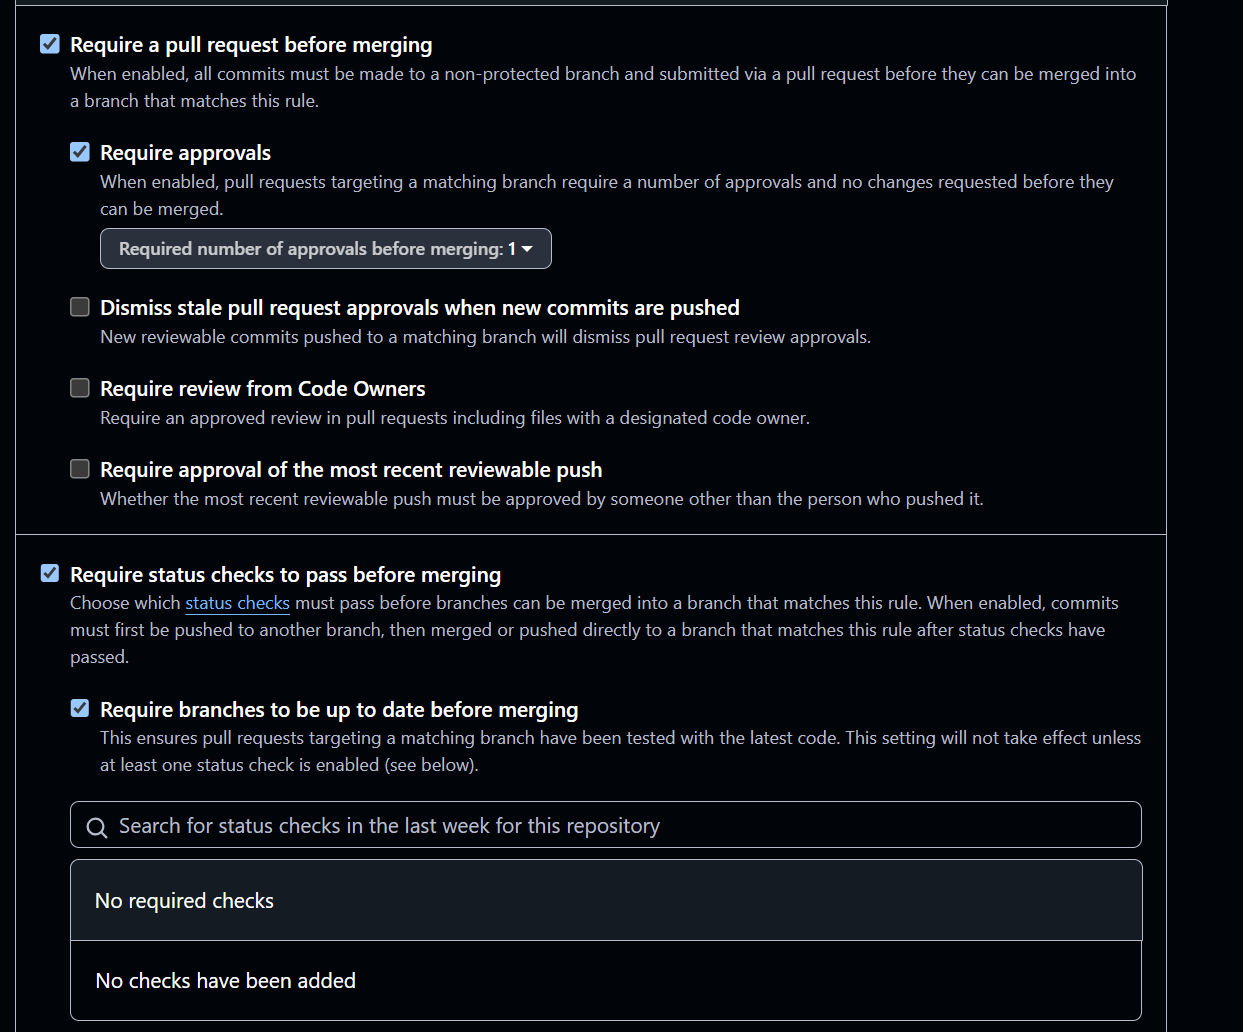 Require a pull request before merging
When enabled, all commits must be made to a non-protected branch and submitted via a pull request before they can be merged into
a branch that matches this rule.
Require approvals
When enabled, pull requests targeting a matching branch require a number of approvals and no changes requested before they
can be merged.
Required number of approvals before merging: 1
Dismiss stale pull request approvals when new commits are pushed
New reviewable commits pushed to a matching branch will dismiss pull request review approvals.
Require review from Code Owners
Require an approved review in pull requests including files with a designated code owner.
Require approval of the most recent reviewable push
Whether the most recent reviewable push must be approved by someone other than the person who pushed it.
Require status checks to pass before merging
Choose which status checks must pass before branches can be merged into a branch that matches this rule. When enabled, commits
must first be pushed to another branch, then merged or pushed directly to a branch that matches this rule after status checks have
passed.
Require branches to be up to date before merging
This ensures pull requests targeting a matching branch have been tested with the latest code. This setting will not take effect unless
at least one status check is enabled (see below).
Search for status checks in the last week for this repository
No required checks
No checks have been added